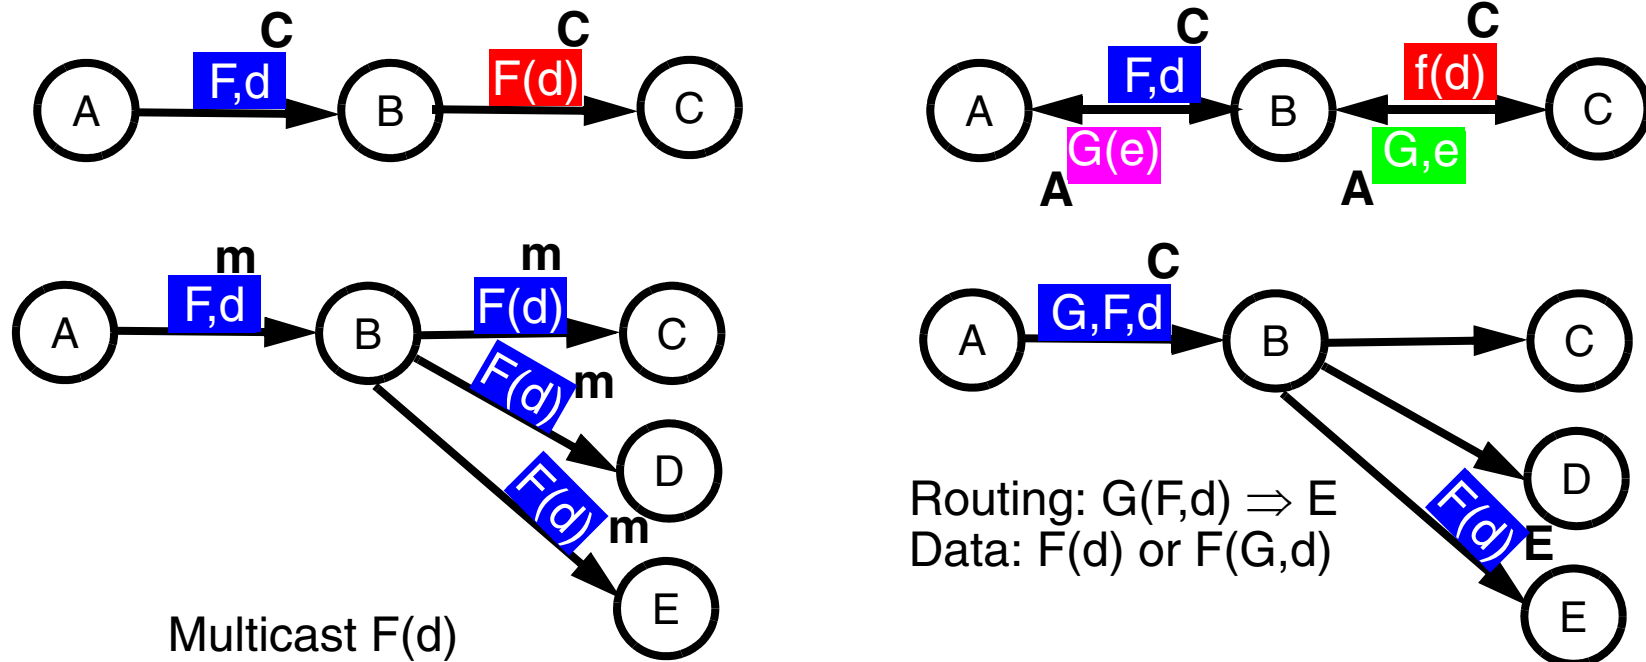 C
C
A
F,d
B
F(d)
C
C
C
A
F,d
B
f(d)
C
A
G(e)
A
G,e
m
m
A
F,d
B
F(d)
C
F(d)
m
D
F(d)
m
E
Multicast F(d)
C
A
G,F,d
B
C
D
Routing: G(F,d) ⇒ E
Data: F(d) or F(G,d)
F(d)
E
E